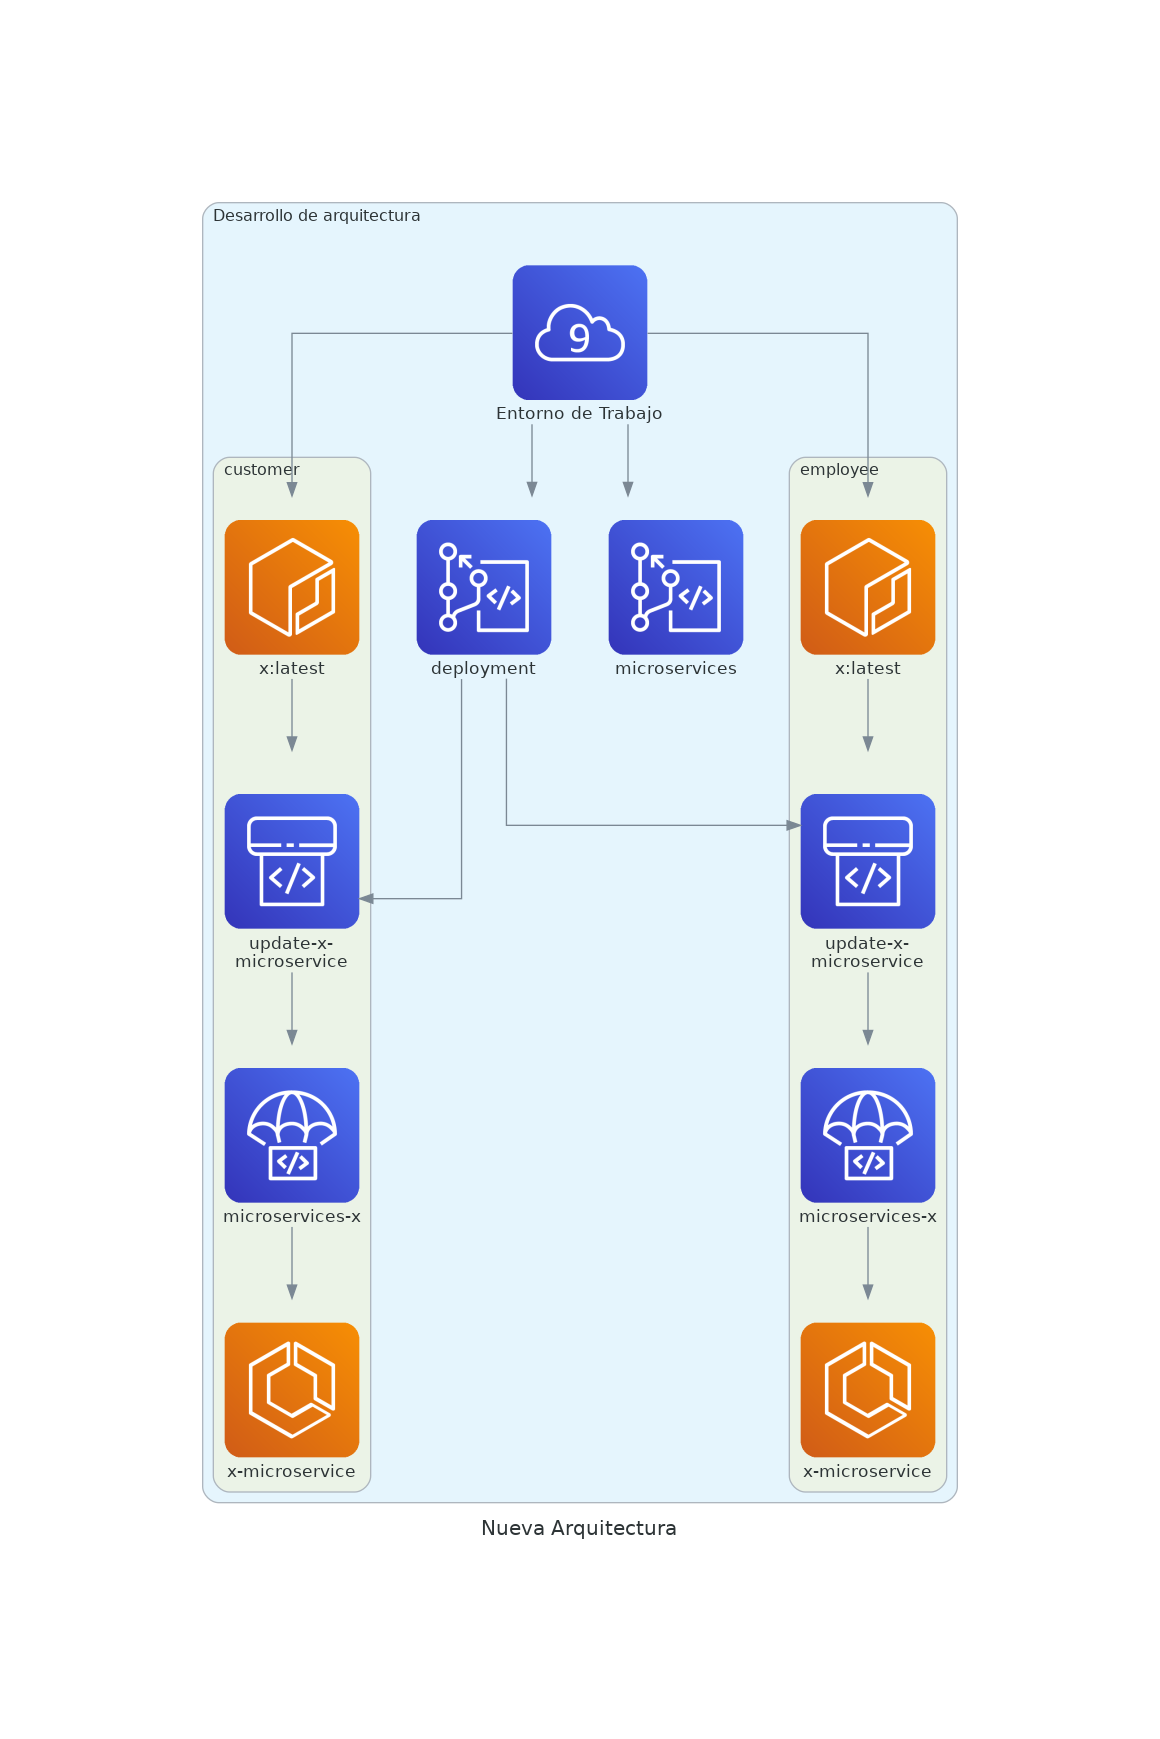 Desarrollo de arquitectura
9
Entorno de Trabajo
customer
employee
x:latest
</>
deployment
</>
microservices
x:latest
</>
update-x-
microservice
</>
update-x-
microservice
</>
microservices-x
</>
microservices-x
x-microservice
x-microservice
Nueva Arquitectura